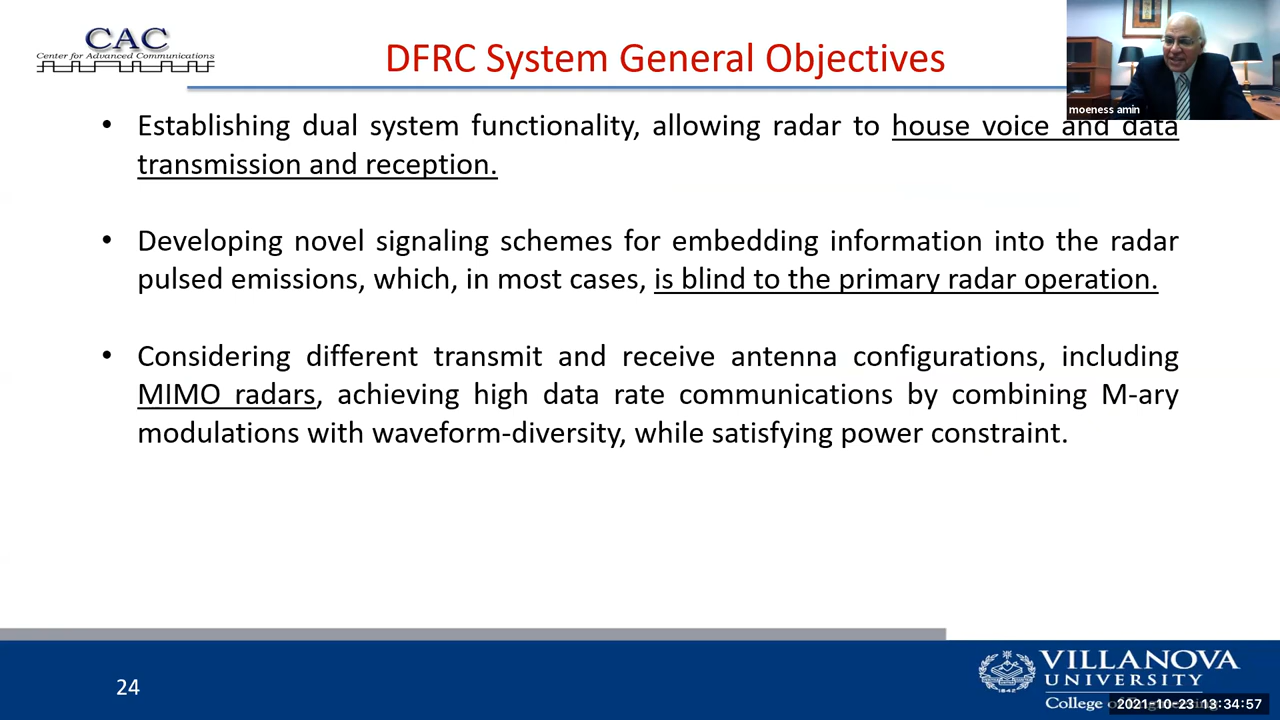 CAC
Center for Advanced Communications
DFRC System General Objectives
moeness amin
• Establishing dual system functionality, allowing radar to house voice and data
transmission and reception.
• Developing novel signaling schemes for embedding information into the radar
pulsed emissions, which, in most cases, is blind to the primary radar operation.
• Considering different transmit and receive antenna configurations, including
MIMO radars, achieving high data rate communications by combining M-ary
modulations with waveform-diversity, while satisfying power constraint.
24
VILLANOVA
UNIVERSITY
College of
2021-10-23 13:34:57